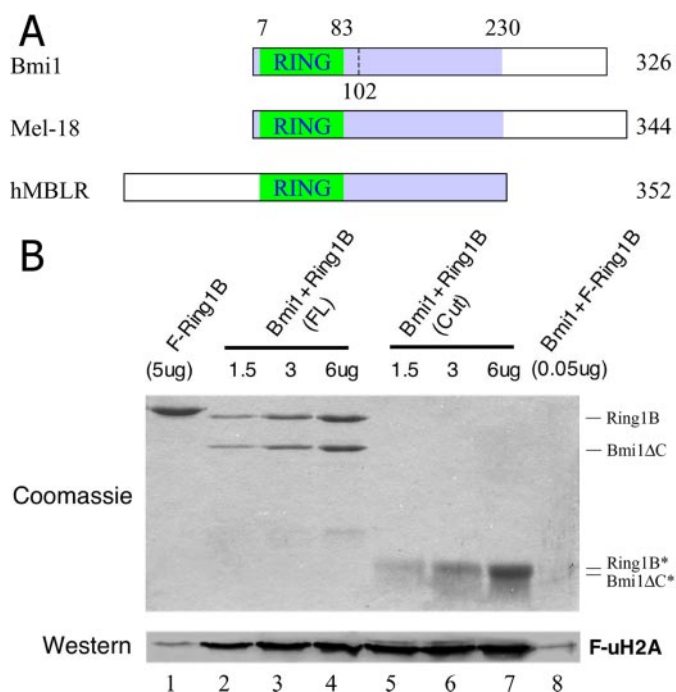 A
7 83 230
Bmi1 RING 326
102
Mel-18 RING 344
hMBLR RING 352
B
F-Ring1B
(5ug)
Bmi1+Ring1B
(FL)
1.5 3 6ug
Bmi1+Ring1B
(Cut)
1.5 3 6ug
Bmi1+F-Ring1B
(0.05ug)
Coomassie
Ring1B
Bmi1ΔC
Ring1B*
Bmi1ΔC*
Western F-uH2A
1 2 3 4 5 6 7 8